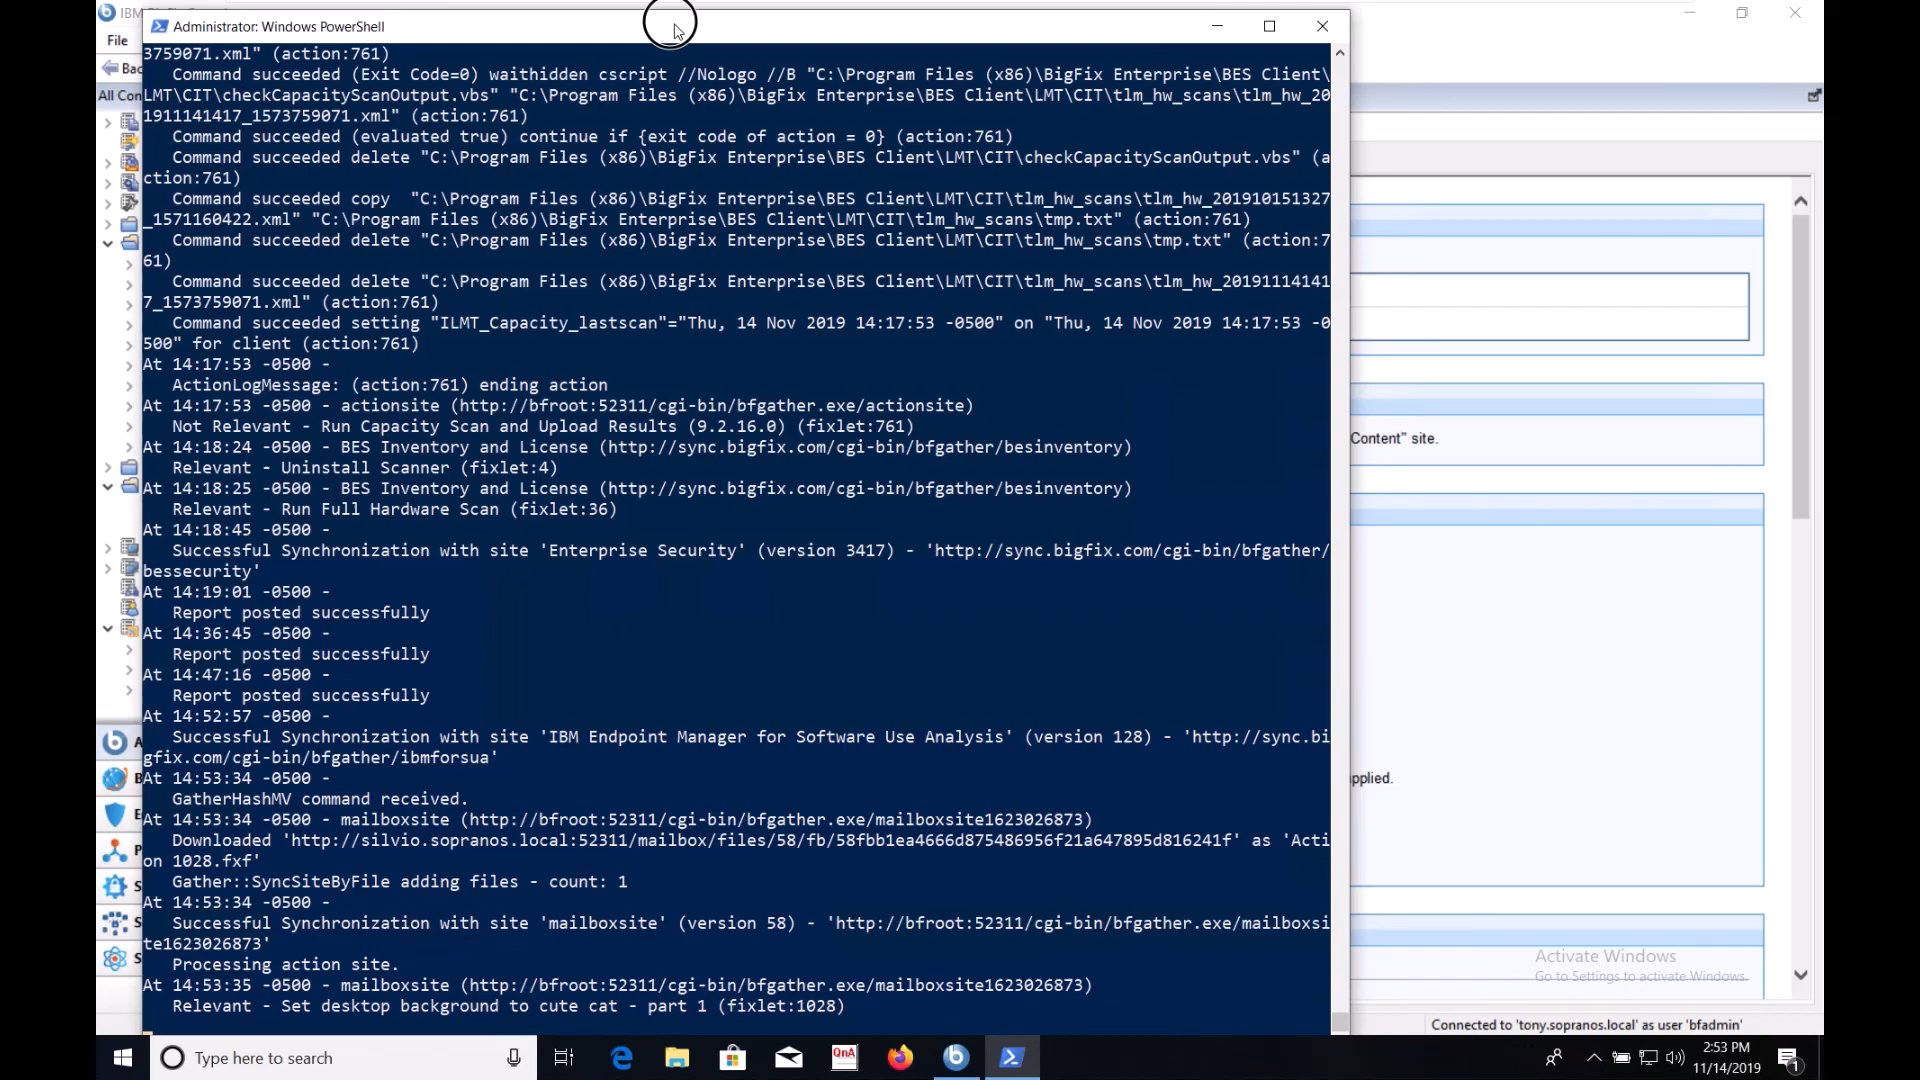 IBM
Administrator: Windows PowerShell
File
3759071.xml" (action:761)
Bac
Command succeeded (Exit Code=0) waithidden cscript //Nologo //B "C:\Program Files (x86)\BigFix Enterprise\BES Client\
All Con
LMT\CIT\checkCapacityScanOutput.vbs" "C:\Program Files (x86)\BigFix Enterprise\BES Client\LMT\CIT\tlm_hw_scans\tlm_hw_20
1911141417_1573759071.xml" (action:761)
Command succeeded (evaluated true) continue if {exit code of action = 0} (action:761)
Command succeeded delete "C:\Program Files (x86)\BigFix Enterprise\BES Client\LMT\CIT\checkCapacityScanOutput.vbs" (a
ction:761)
Command succeeded copy  "C:\Program Files (x86)\BigFix Enterprise\BES Client\LMT\CIT\tlm_hw_scans\tlm_hw_201910151327
_1571160422.xml" "C:\Program Files (x86)\BigFix Enterprise\BES Client\LMT\CIT\tlm_hw_scans\tmp.txt" (action:761)
Command succeeded delete "C:\Program Files (x86)\BigFix Enterprise\BES Client\LMT\CIT\tlm_hw_scans\tmp.txt" (action:7
61)
Command succeeded delete "C:\Program Files (x86)\BigFix Enterprise\BES Client\LMT\CIT\tlm_hw_scans\tlm_hw_20191114141
7_1573759071.xml" (action:761)
Command succeeded setting "ILMT_Capacity_lastscan"="Thu, 14 Nov 2019 14:17:53 -0500" on "Thu, 14 Nov 2019 14:17:53 -0
500" for client (action:761)
At 14:17:53 -0500 -
ActionLogMessage: (action:761) ending action
At 14:17:53 -0500 - actionsite (http://bfroot:52311/cgi-bin/bfgather.exe/actionsite)
Not Relevant - Run Capacity Scan and Upload Results (9.2.16.0) (fixlet:761)
Content" site.
At 14:18:24 -0500 - BES Inventory and License (http://sync.bigfix.com/cgi-bin/bfgather/besinventory)
Relevant - Uninstall Scanner (fixlet:4)
At 14:18:25 -0500 - BES Inventory and License (http://sync.bigfix.com/cgi-bin/bfgather/besinventory)
Relevant - Run Full Hardware Scan (fixlet:36)
At 14:18:45 -0500 -
Successful Synchronization with site 'Enterprise Security' (version 3417) - 'http://sync.bigfix.com/cgi-bin/bfgather/
bessecurity'
At 14:19:01 -0500 -
Report posted successfully
At 14:36:45 -0500 -
Report posted successfully
At 14:47:16 -0500 -
Report posted successfully
At 14:52:57 -0500 -
Successful Synchronization with site 'IBM Endpoint Manager for Software Use Analysis' (version 128) - 'http://sync.bi
gfix.com/cgi-bin/bfgather/ibmforsua'
At 14:53:34 -0500 -
pplied.
GatherHashMV command received.
At 14:53:34 -0500 - mailboxsite (http://bfroot:52311/cgi-bin/bfgather.exe/mailboxsite1623026873)
Downloaded 'http://silvio.sopranos.local:52311/mailbox/files/58/fb/58fbb1ea4666d875486956f21a647895d816241f' as 'Acti
on 1028.fxf'
Gather::SyncSiteByFile adding files - count: 1
At 14:53:34 -0500 -
Successful Synchronization with site 'mailboxsite' (version 58) - 'http://bfroot:52311/cgi-bin/bfgather.exe/mailboxsi
te1623026873'
Processing action site.
At 14:53:35 -0500 - mailboxsite (http://bfroot:52311/cgi-bin/bfgather.exe/mailboxsite1623026873)
Relevant - Set desktop background to cute cat - part 1 (fixlet:1028)
Activate Windows
Go to Settings to activate Windows.
Connected to 'tony.sopranos.local' as user 'bfadmin'
Type here to search
QnA
2:53 PM
11/14/2019
1